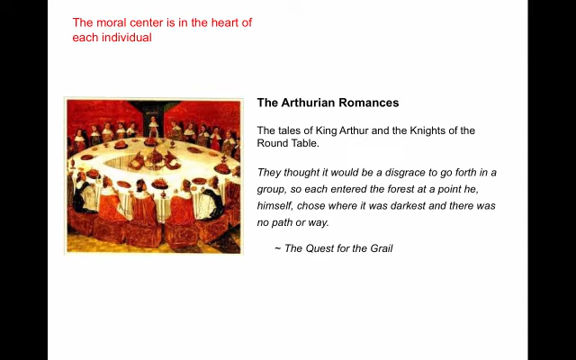 The moral center is in the heart of
each individual
The Arthurian Romances
The tales of King Arthur and the Knights of the
Round Table.
They thought it would be a disgrace to go forth in a
group, so each entered the forest at a point he,
himself, chose where it was darkest and there was
no path or way.
~ The Quest for the Grail